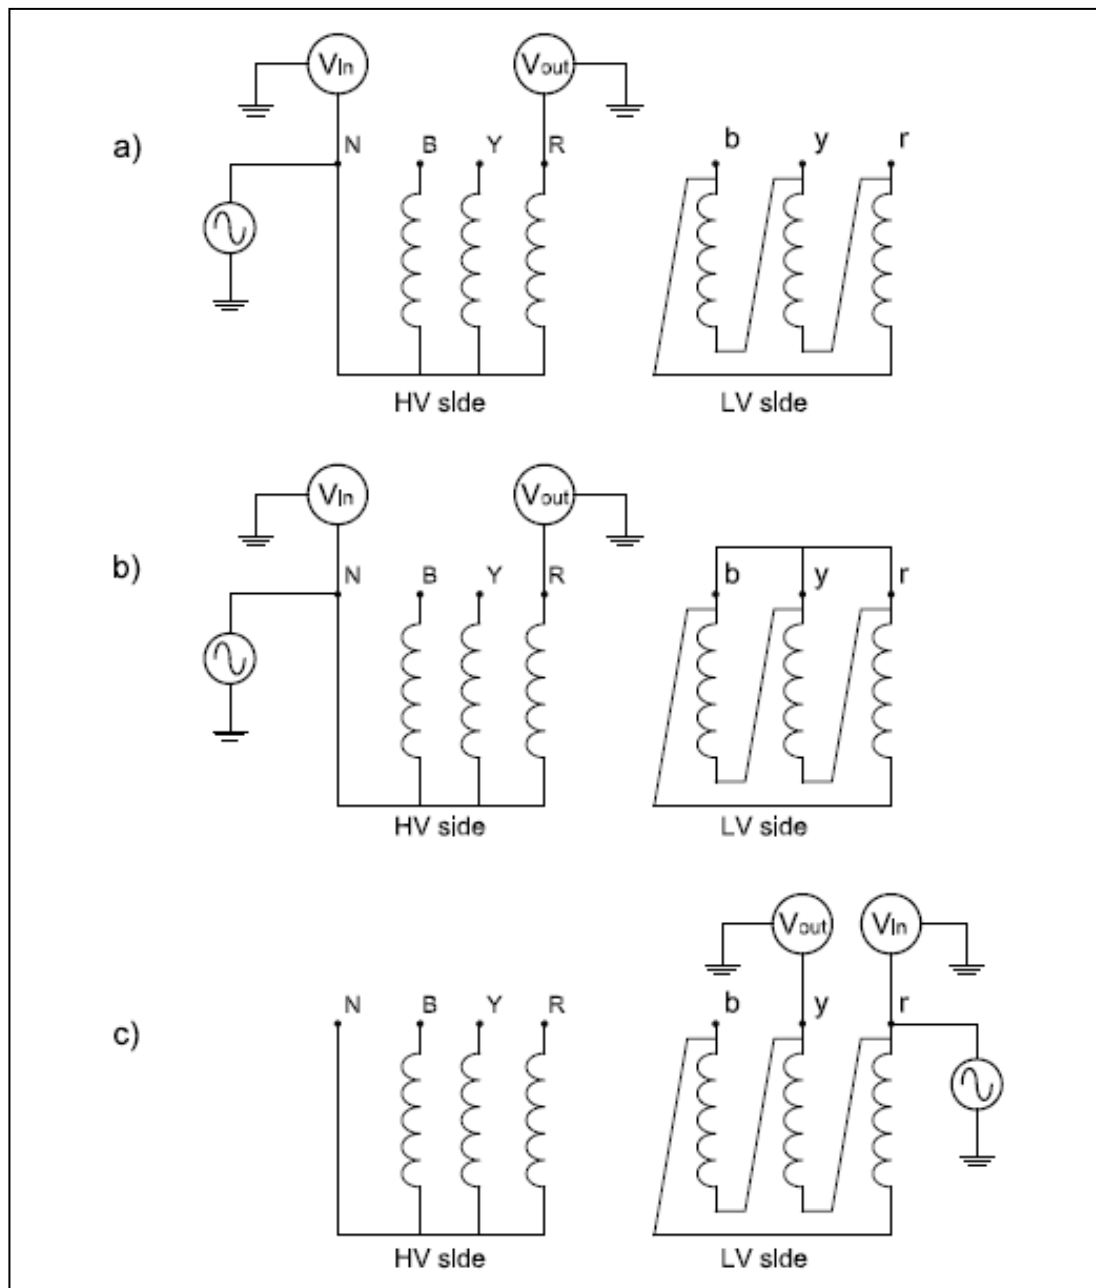 VIn Vout
a) N B Y R b y r
HV side LV side
VIn Vout
b) N B Y R b y r
HV side LV side
Vout VIn
c) N B Y R b y r
HV side LV side